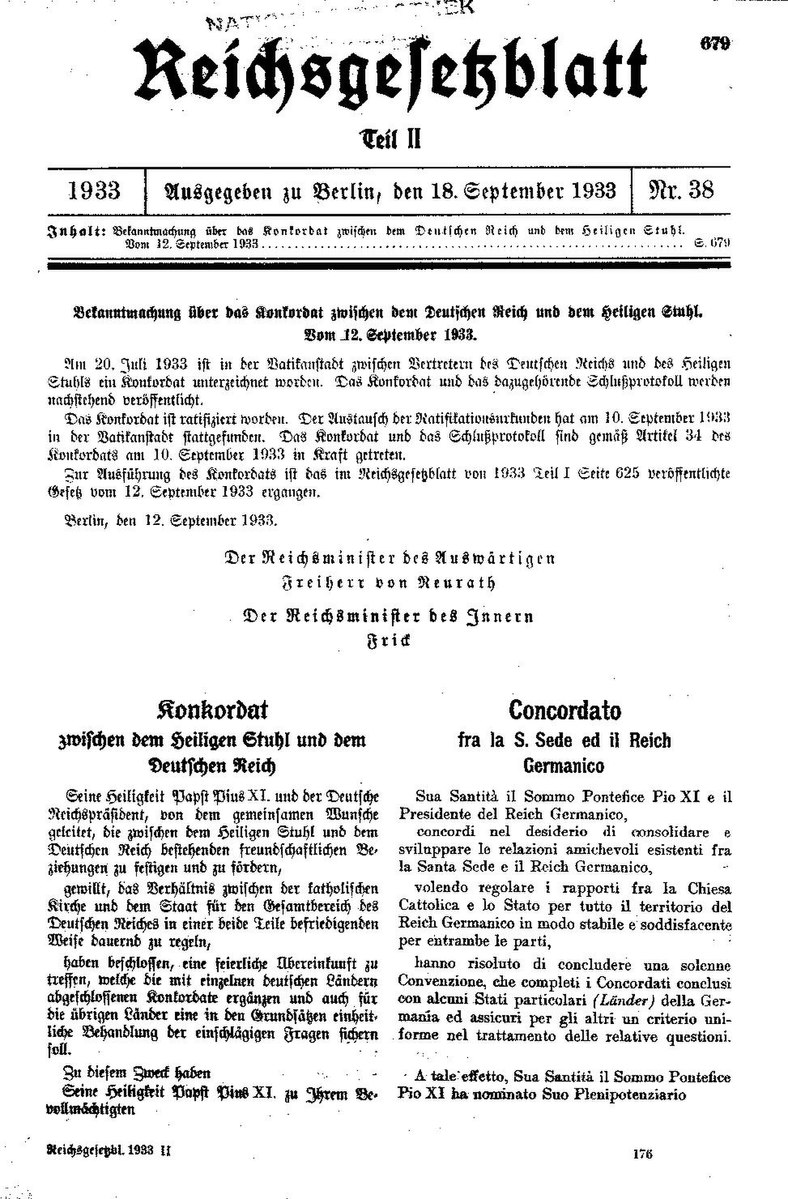 679
Reichsgesetzblatt
Teil II
1933
Ausgegeben zu Berlin, den 18. September 1933
Nr. 38
Inhalt: Bekanntmachung über das Konkordat zwischen dem Deutschen Reich und dem Heiligen Stuhl.
Vom 12. September 1933 ........ S. 679
Bekanntmachung über das Konkordat zwischen dem Deutschen Reich und dem Heiligen Stuhl.
Vom 12. September 1933.
Am 20. Juli 1933 ist in der Vatikanstadt zwischen Vertretern des Deutschen Reichs und des Heiligen
Stuhls ein Konkordat unterzeichnet worden. Das Konkordat und das dazugehörende Schlußprotokoll werden
nachstehend veröffentlicht.
Das Konkordat ist ratifiziert worden. Der Austausch der Ratifikationsurkunden hat am 10. September 1933
in der Vatikanstadt stattgefunden. Das Konkordat und das Schlußprotokoll sind gemäß Artikel 34 des
Konkordats am 10. September 1933 in Kraft getreten.
Zur Ausführung des Konkordats ist das im Reichsgesetzblatt von 1933 Teil I Seite 625 veröffentlichte
Gesetz vom 12. September 1933 ergangen.
Berlin, den 12. September 1933.
Der Reichsminister des Auswärtigen
Freiherr von Neurath
Der Reichsminister des Innern
Frick
Konkordat
zwischen dem Heiligen Stuhl und dem
Deutschen Reich
Seine Heiligkeit Papst Pius XI. und der Deutsche
Reichspräsident, von dem gemeinsamen Wunsche
geleitet, die zwischen dem Heiligen Stuhl und dem
Deutschen Reich bestehenden freundschaftlichen Be-
ziehungen zu festigen und zu fördern,
gewillt, das Verhältnis zwischen der katholischen
Kirche und dem Staat für den Gesamtbereich des
Deutschen Reiches in einer beide Teile befriedigenden
Weise dauernd zu regeln,
haben beschlossen, eine feierliche Übereinkunft zu
treffen, welche die mit einzelnen deutschen Ländern
abgeschlossenen Konkordate ergänzen und auch für
die übrigen Länder eine in den Grundsätzen einheit-
liche Behandlung der einschlägigen Fragen sichern
soll.
Zu diesem Zweck haben
Seine Heiligkeit Papst Pius XI. zu Ihrem Be-
vollmächtigten
Concordato
fra la S. Sede ed il Reich
Germanico
Sua Santità il Sommo Pontefice Pio XI e il
Presidente del Reich Germanico,
concordi nel desiderio di consolidare e
sviluppare le relazioni amichevoli esistenti fra
la Santa Sede e il Reich Germanico,
volendo regolare i rapporti fra la Chiesa
Cattolica e lo Stato per tutto il territorio del
Reich Germanico in modo stabile e soddisfacente
per entrambe le parti,
hanno risoluto di concludere una solenne
Convenzione, che completi i Concordati conclusi
con alcuni Stati particolari (Länder) della Ger-
mania ed assicuri per gli altri un criterio uni-
forme nel trattamento delle relative questioni.
A tale effetto, Sua Santità il Sommo Pontefice
Pio XI ha nominato Suo Plenipotenziario
Reichsgesetzbl. 1933 II
176